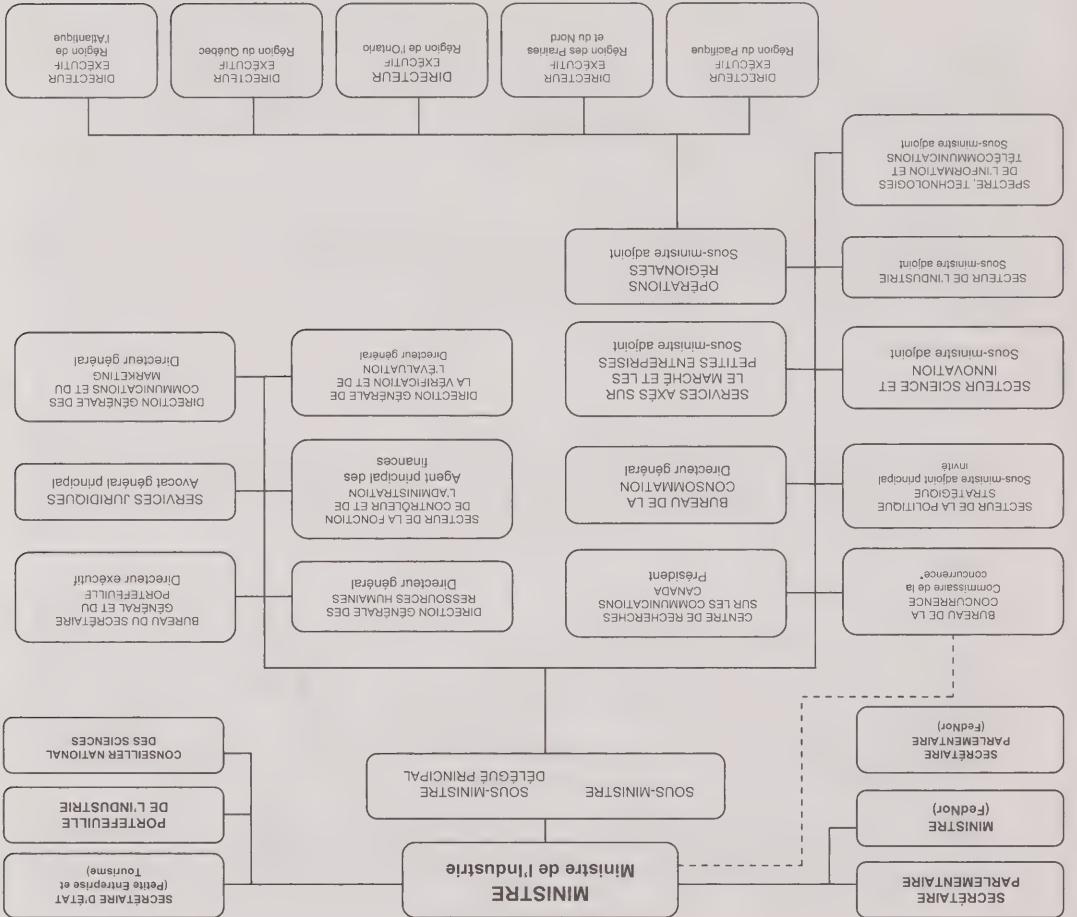 SECRÉTAIRE
PARLEMENTAIRE
MINISTRE
Ministre de l'Industrie
SECRÉTAIRE D'ÉTAT
(Petite Entreprise et
Tourisme)
MINISTRE
(FedNor)
PORTEFEUILLE
DE L'INDUSTRIE
SECRÉTAIRE
PARLEMENTAIRE
(FedNor)
SOUS-MINISTRE
SOUS-MINISTRE
DÉLÉGUÉ PRINCIPAL
CONSEILLER NATIONAL
DES SCIENCES
BUREAU DE LA
CONCURRENCE
Commissaire de la
concurrence*
CENTRE DE RECHERCHES
SUR LES COMMUNICATIONS
CANADA
Président
DIRECTION GÉNÉRALE DES
RESSOURCES HUMAINES
Directeur général
BUREAU DU SECRÉTAIRE
GÉNÉRAL ET DU
PORTEFEUILLE
Directeur exécutif
SECTEUR DE LA POLITIQUE
STRATÉGIQUE
Sous-ministre adjoint principal
invité
BUREAU DE LA
CONSOMMATION
Directeur général
SECTEUR DE LA FONCTION
DE CONTRÔLEUR ET DE
L'ADMINISTRATION
Agent principal des
finances
SERVICES JURIDIQUES
Avocat général principal
SECTEUR SCIENCE ET
INNOVATION
Sous-ministre adjoint
SERVICES AXÉS SUR
LE MARCHÉ ET LES
PETITES ENTREPRISES
Sous-ministre adjoint
DIRECTION GÉNÉRALE DE
LA VÉRIFICATION ET DE
L'ÉVALUATION
Directeur général
DIRECTION GÉNÉRALE DES
COMMUNICATIONS ET DU
MARKETING
Directeur général
SECTEUR DE L'INDUSTRIE
Sous-ministre adjoint
OPÉRATIONS
RÉGIONALES
Sous-ministre adjoint
SPECTRE, TECHNOLOGIES
DE L'INFORMATION ET
TÉLÉCOMMUNICATIONS
Sous-ministre adjoint
DIRECTEUR
EXÉCUTIF
Région du Pacifique
DIRECTEUR
EXÉCUTIF
Région des Prairies
et du Nord
DIRECTEUR
EXÉCUTIF
Région de l'Ontario
DIRECTEUR
EXÉCUTIF
Région du Québec
DIRECTEUR
EXÉCUTIF
Région de
l'Atlantique